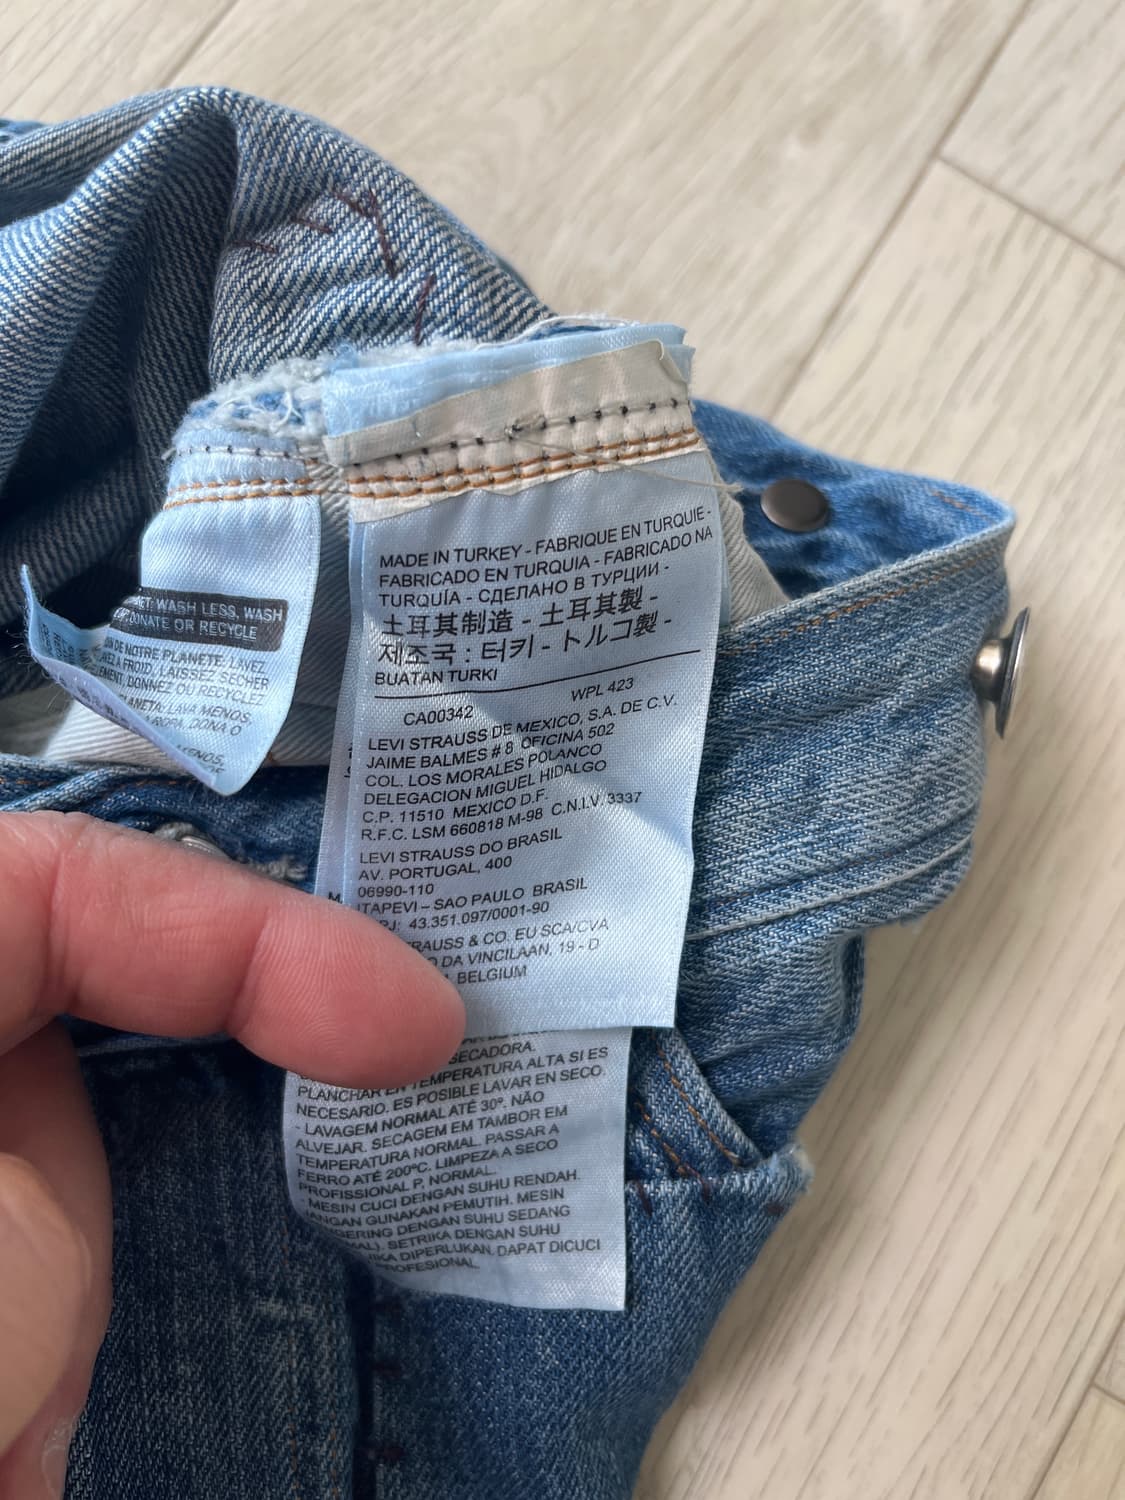 MADE IN TURKEY - FABRIQUE EN TURQUIE -
FABRICADO EN TURQUIA - FABRICADO NA
TURQUÍA - СДЕЛАНО В ТУРЦИИ -
土耳其制造 - 土耳其製 -
제조국 : 터키 - トルコ製 -
BUATAN TURKI
CA00342 WPL 423
LEVI STRAUSS DE MEXICO, S.A. DE C.V.
JAIME BALMES # 8 OFICINA 502
COL. LOS MORALES POLANCO
DELEGACION MIGUEL HIDALGO
C.P. 11510 MEXICO D.F.
R.F.C. LSM 660818 M-98 C.N.I.V. 3337
LEVI STRAUSS DO BRASIL
AV. PORTUGAL, 400
06990-110
ITAPEVI – SAO PAULO BRASIL
43.351.097/0001-90
& CO. EU SCA/CVA
DA VINCILAAN, 19 - D
BELGIUM
WASH LESS, WASH
DONATE OR RECYCLE
DE NOTRE PLANETE, LAVEZ
A FROID, LAISSEZ SECHER
DONNEZ OU RECYCLEZ
LAVA MENOS,
DONA O
MENOS,
SECADORA.
PLANCHAR EN TEMPERATURA ALTA SI ES
NECESARIO. ES POSIBLE LAVAR EN SECO.
- LAVAGEM NORMAL ATÉ 30º. NÃO
ALVEJAR. SECAGEM EM TAMBOR EM
TEMPERATURA NORMAL. PASSAR A
FERRO ATÉ 200ºC. LIMPEZA A SECO
PROFISSIONAL P, NORMAL.
- MESIN CUCI DENGAN SUHU RENDAH.
JANGAN GUNAKAN PEMUTIH. MESIN
DENGAN SUHU SEDANG
SETRIKA DENGAN SUHU
DIPERLUKAN. DAPAT DICUCI